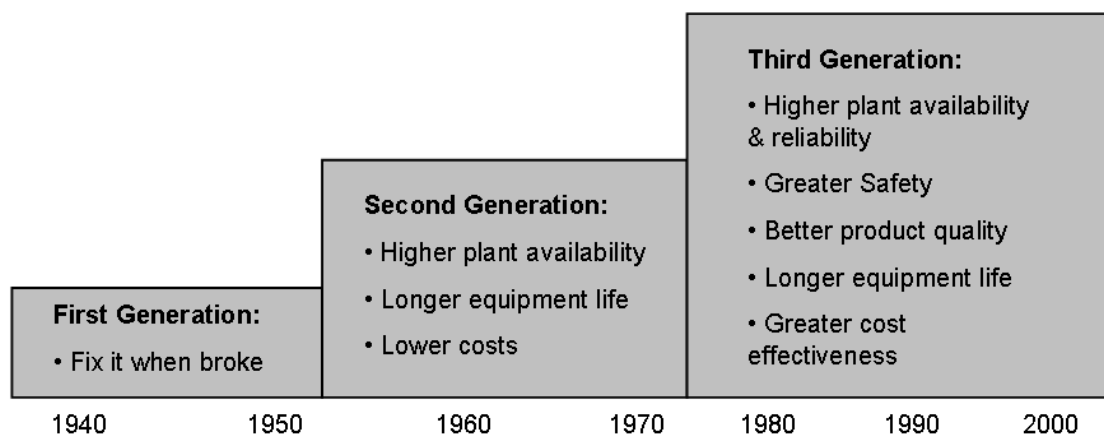 First Generation:
• Fix it when broke
Second Generation:
• Higher plant availability
• Longer equipment life
• Lower costs
Third Generation:
• Higher plant availability
& reliability
• Greater Safety
• Better product quality
• Longer equipment life
• Greater cost
effectiveness
1940 1950 1960 1970 1980 1990 2000